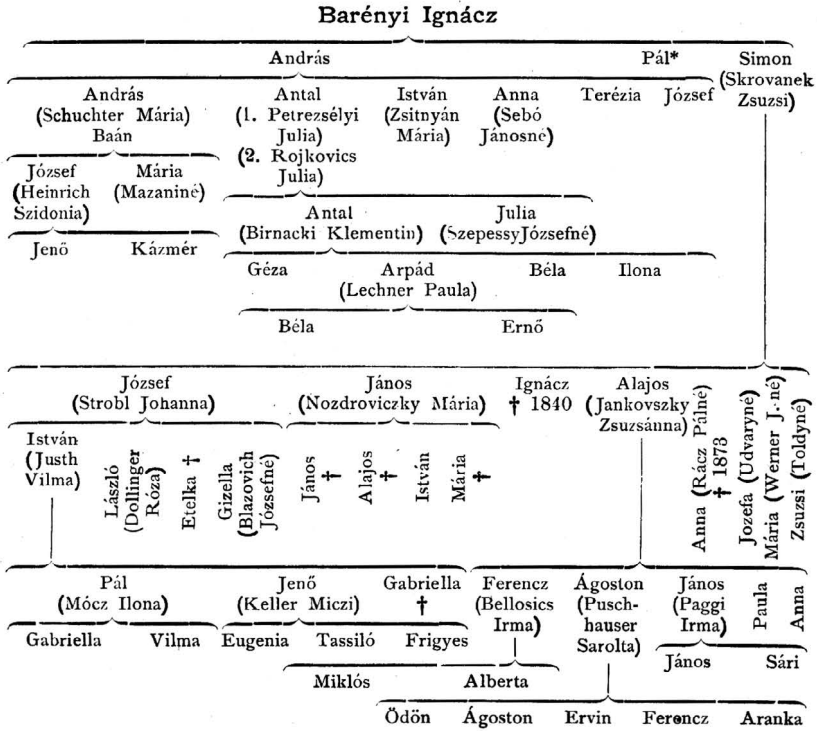 Barényi Ignácz
András Pál* Simon
(Skrovanek
Zsuzsi)
András Antal István Anna Terézia József
(Schuchter Mária) (1. Petrezsélyi (Zsitnyán (Sebó
Baán Julia) Mária) Jánosné)
(2. Rojkovics
Julia)
József Mária
(Heinrich (Mazaniné)
Szidonia)
Antal Julia
(Birnacki Klementin) (SzepessyJózsefné)
Jenő Kázmér
Géza Arpád Béla Ilona
(Lechner Paula)
Béla Ernő
József János Ignácz Alajos
(Strobl Johanna) (Nozdroviczky Mária) † 1840 (Jankovszky
Zsuzsánna)
Anna (Rácz Pálné)
† 1873
Jozefa (Udvaryné)
Mária (Werner J.-né)
Zsuzsi (Toldyné)
István
(Justh
Vilma)
László
(Dollinger
Róza)
Etelka †
Gizella
(Blazovich
Józsefné)
János
†
Alajos
†
István
Mária
†
Pál Jenő Gabriella Ferencz Ágoston János
(Mócz Ilona) (Keller Miczi) † (Bellosics (Pusch- (Paggi
Irma) hauser Irma)
Sarolta)
Paula
Anna
Gabriella Vilma Eugenia Tassiló Frigyes
János Sári
Miklós Alberta
Ödön Ágoston Ervin Ferencz Aranka